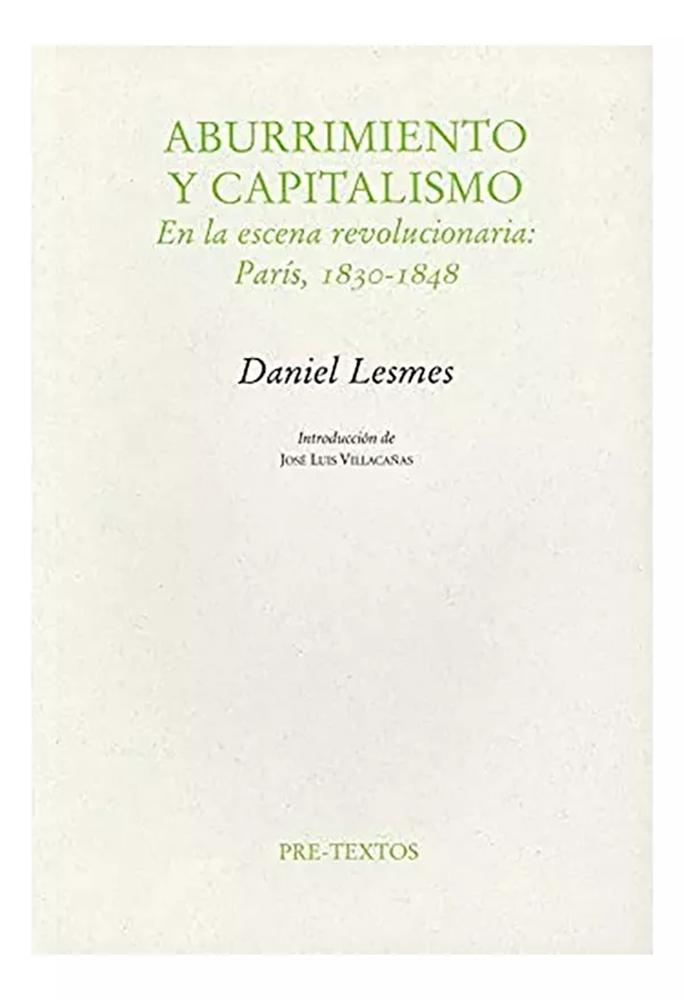 ABURRIMIENTO
Y CAPITALISMO
En la escena revolucionaria:
París, 1830-1848
Daniel Lesmes
Introducción de
JOSÉ LUIS VILLACAÑAS
PRE-TEXTOS